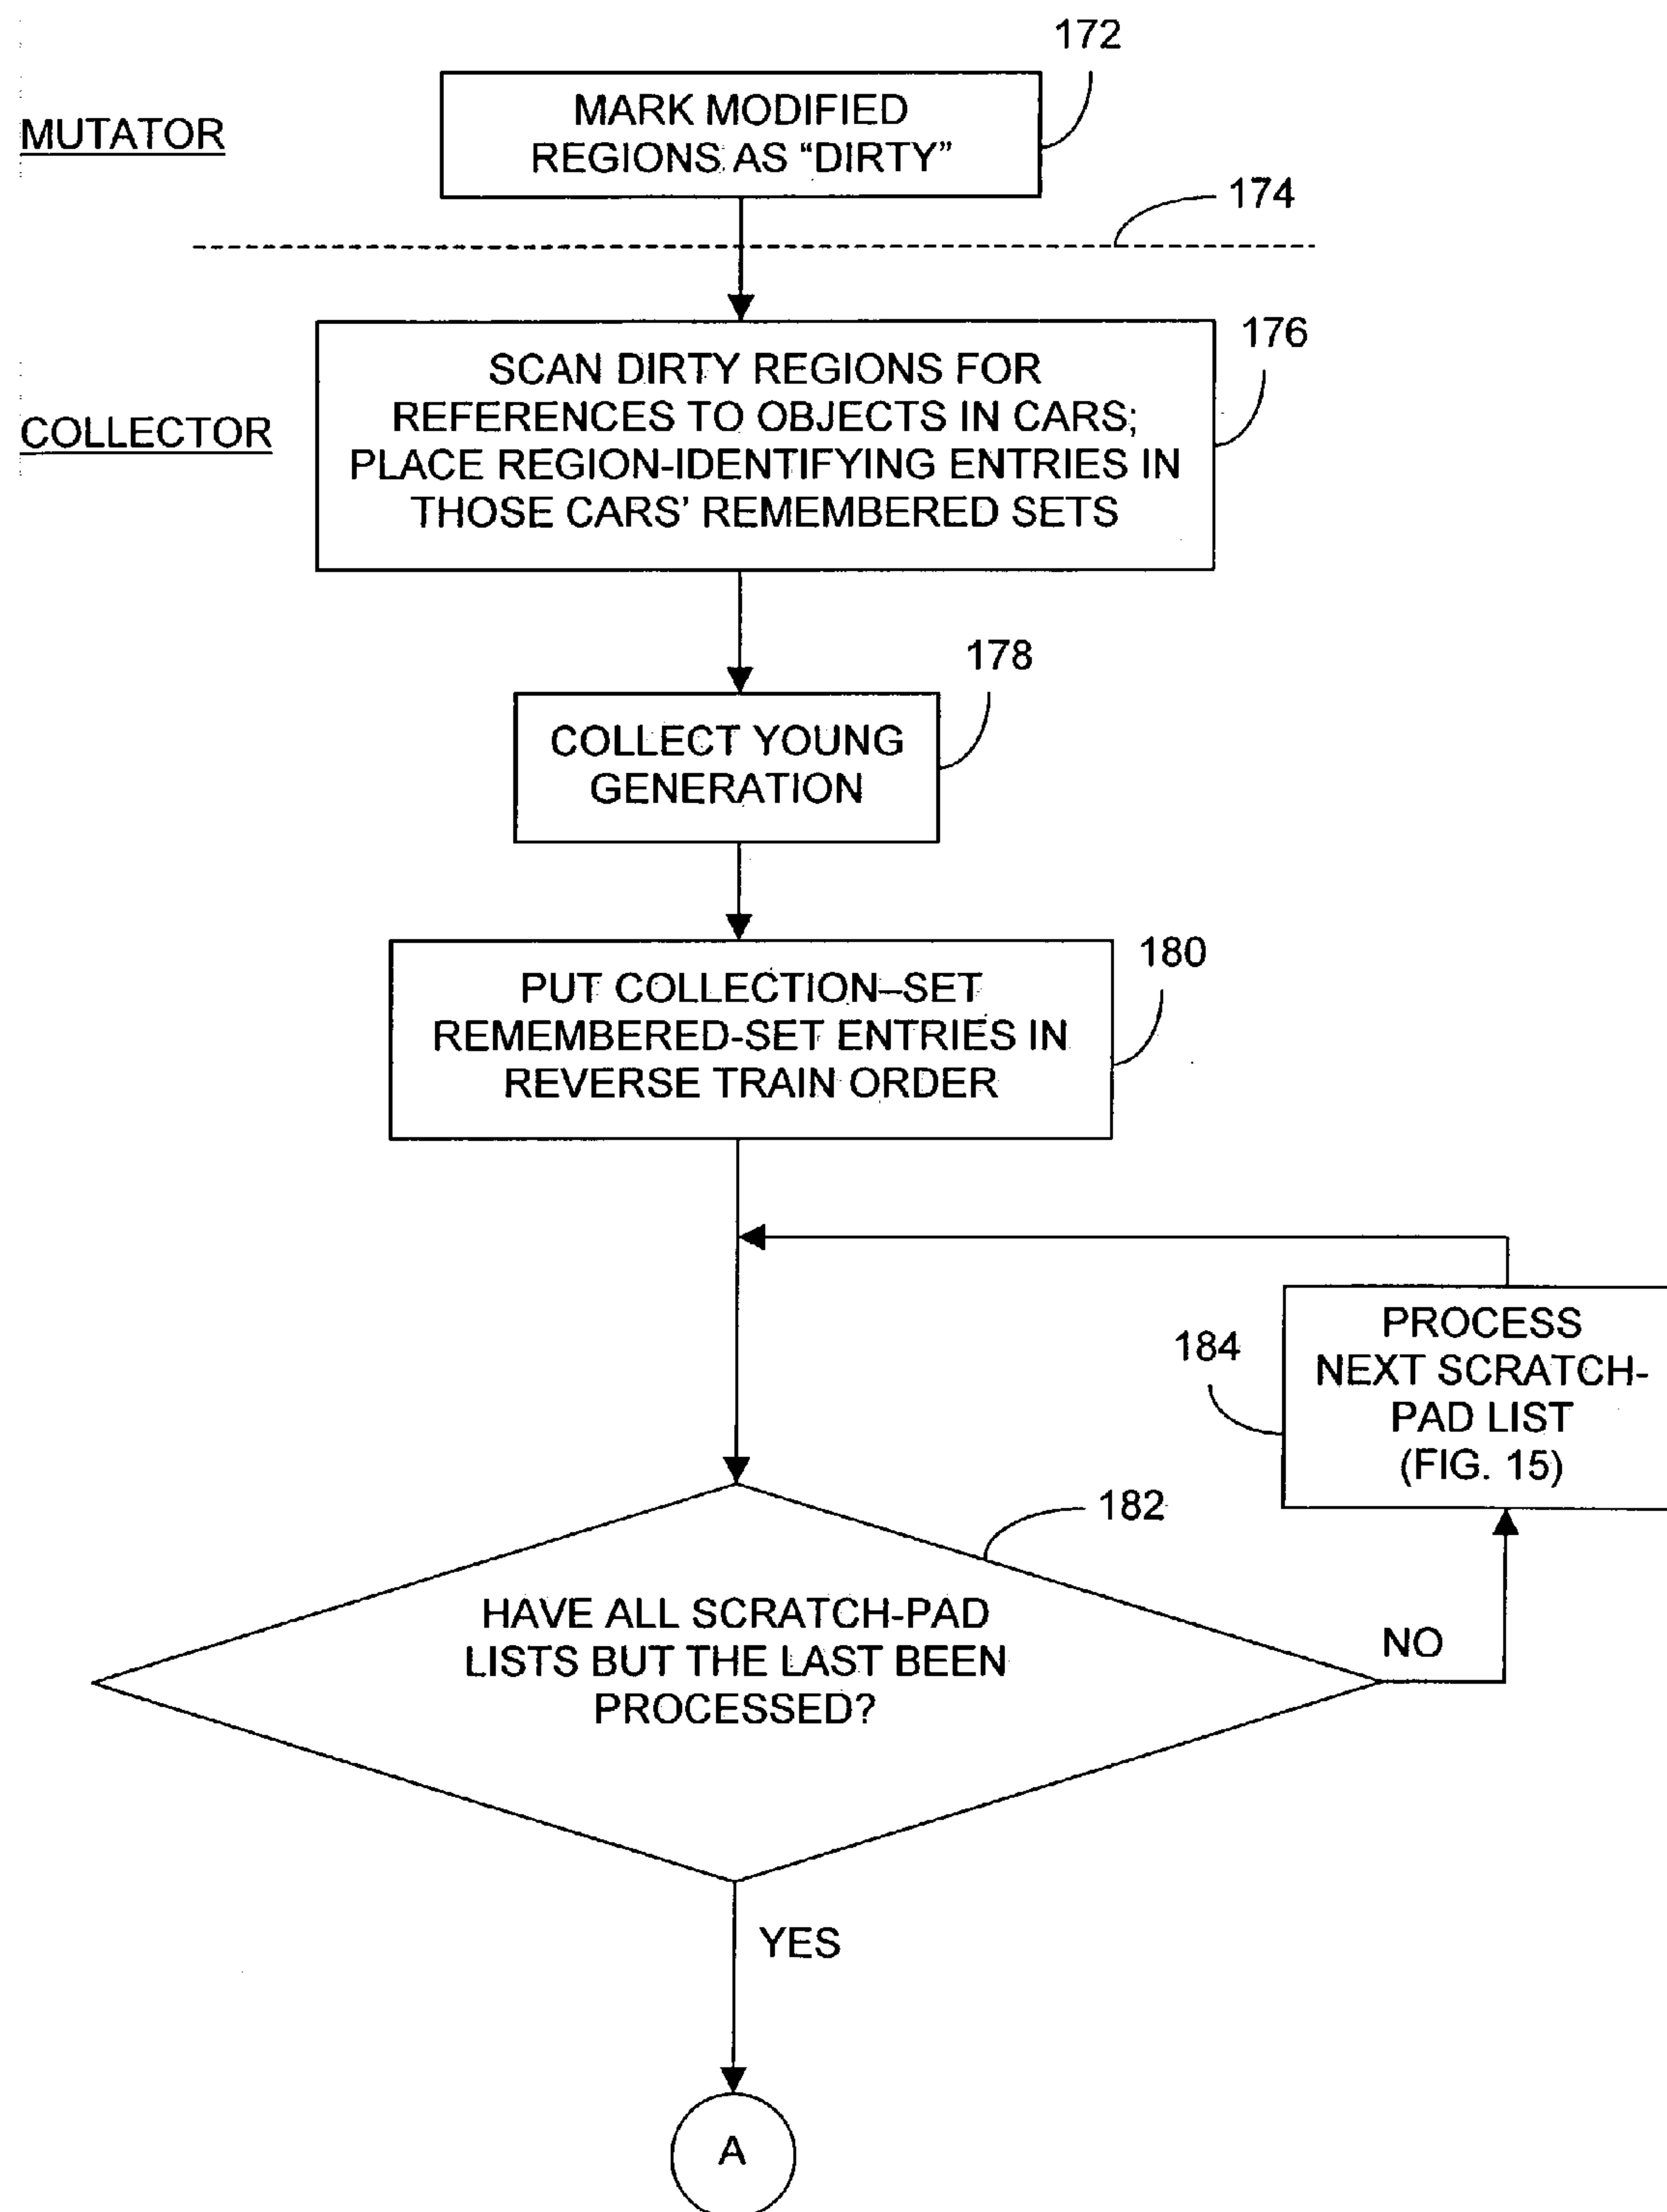 172
MUTATOR
MARK MODIFIED
REGIONS AS “DIRTY”
174
176
COLLECTOR
SCAN DIRTY REGIONS FOR
REFERENCES TO OBJECTS IN CARS;
PLACE REGION-IDENTIFYING ENTRIES IN
THOSE CARS’ REMEMBERED SETS
178
COLLECT YOUNG
GENERATION
180
PUT COLLECTION–SET
REMEMBERED-SET ENTRIES IN
REVERSE TRAIN ORDER
184
PROCESS
NEXT SCRATCH-
PAD LIST
(FIG. 15)
182
HAVE ALL SCRATCH-PAD
LISTS BUT THE LAST BEEN
PROCESSED?
NO
YES
A